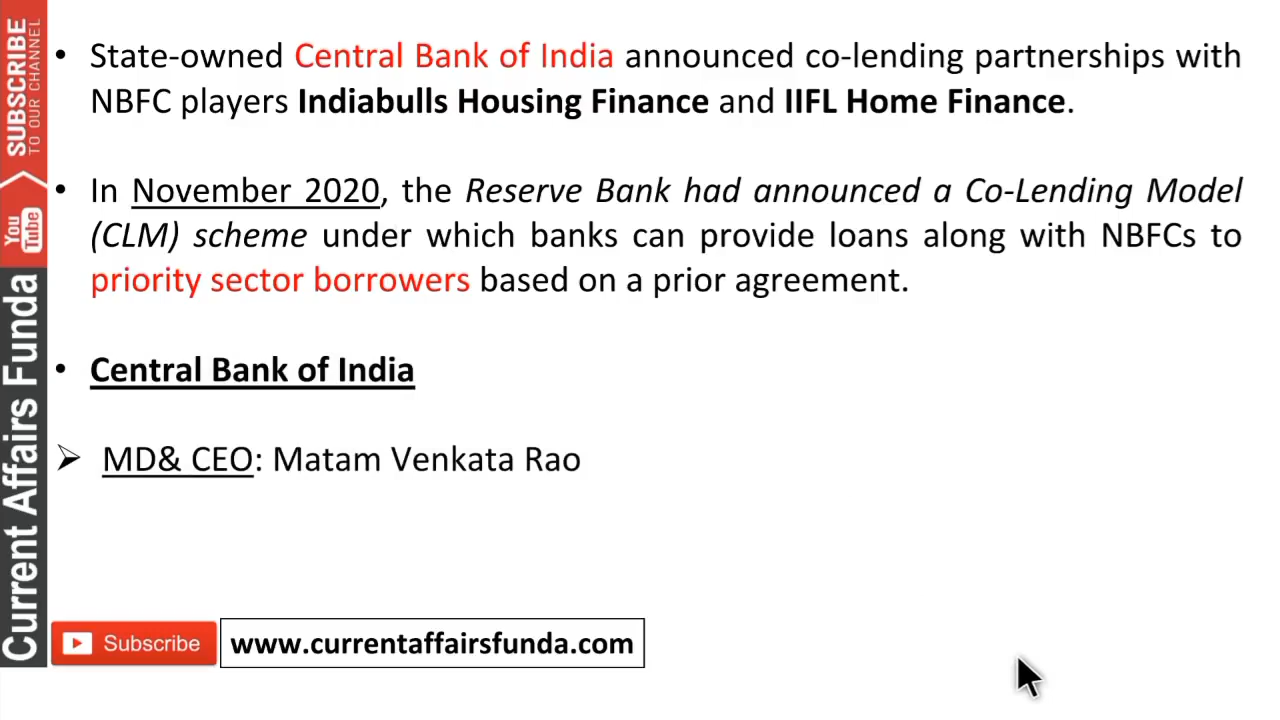 SUBSCRIBE
TO OUR CHANNEL
You
Tube
Current Affairs Funda
• State-owned Central Bank of India announced co-lending partnerships with
NBFC players Indiabulls Housing Finance and IIFL Home Finance.
• In November 2020, the Reserve Bank had announced a Co-Lending Model
(CLM) scheme under which banks can provide loans along with NBFCs to
priority sector borrowers based on a prior agreement.
• Central Bank of India
➢ MD& CEO: Matam Venkata Rao
Subscribe
www.currentaffairsfunda.com